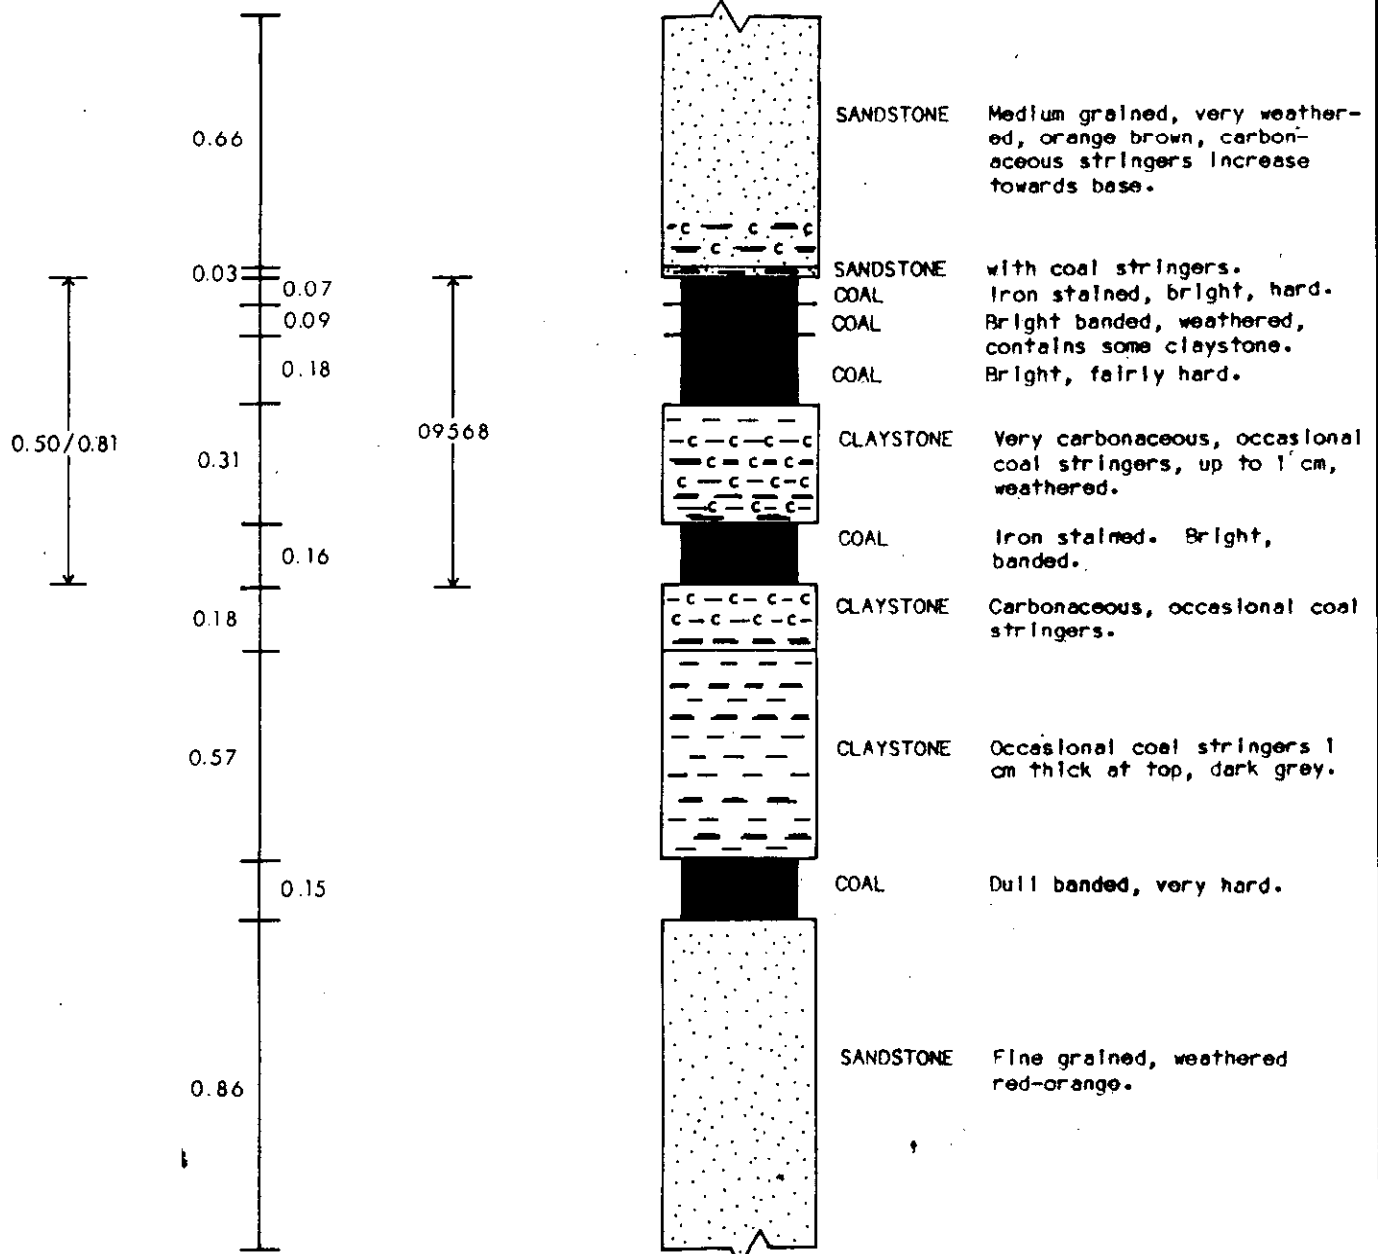 0.66
SANDSTONE Medium grained, very weather-
ed, orange brown, carbon-
aceous stringers increase
towards base.
0.03
SANDSTONE with coal stringers.
0.07
COAL Iron stained, bright, hard.
0.09
COAL Bright banded, weathered,
contains some claystone.
0.18
COAL Bright, fairly hard.
0.50/0.81
09568
0.31
CLAYSTONE Very carbonaceous, occasional
coal stringers, up to 1 cm,
weathered.
0.16
COAL Iron stained. Bright,
banded.
0.18
CLAYSTONE Carbonaceous, occasional coal
stringers.
0.57
CLAYSTONE Occasional coal stringers 1
cm thick at top, dark grey.
0.15
COAL Dull banded, very hard.
0.86
SANDSTONE Fine grained, weathered
red-orange.
C C C
C C
C C C C
C C C C
C C C C
C C C
C C C C
C C C C